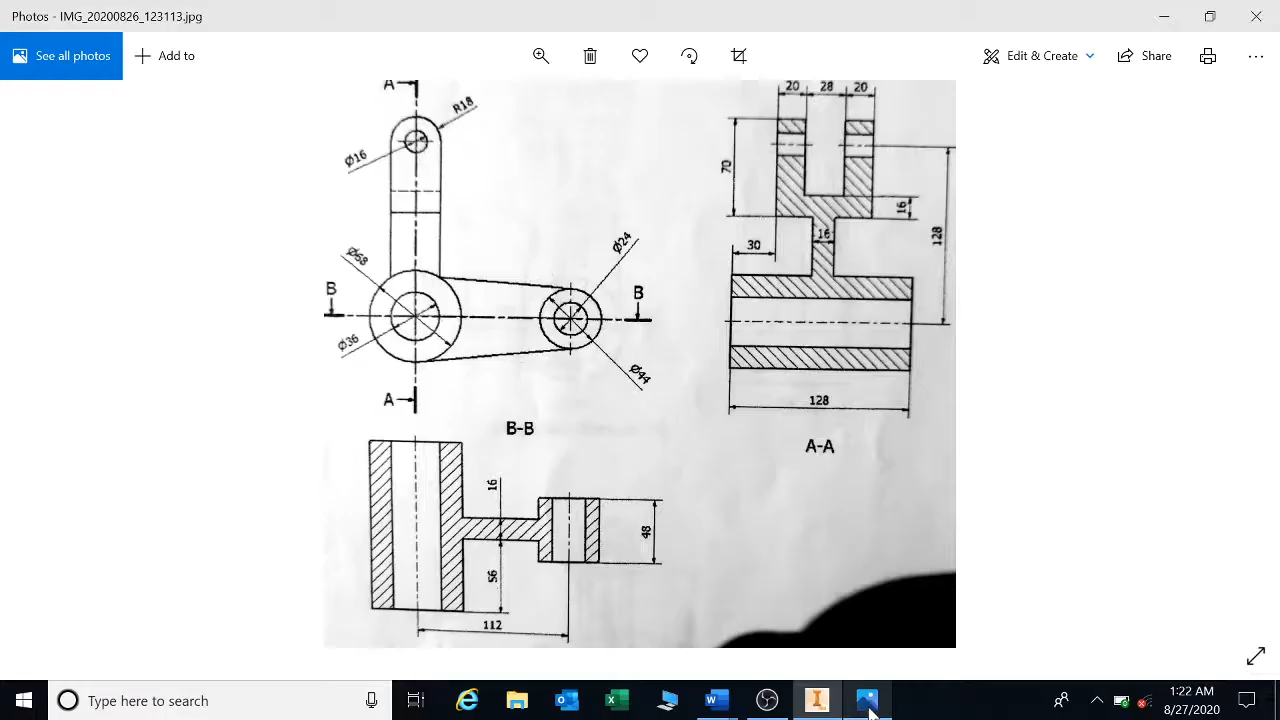 Photos - IMG_20200826_123113.jpg
See all photos
Add to
Edit & Create
Share
A
R18
Ø16
Ø68
Ø24
B
B
Ø36
Ø44
A
B-B
16
48
56
112
20 28 20
70
16
128
16
30
128
A-A
Type here to search
1:22 AM
8/27/2020